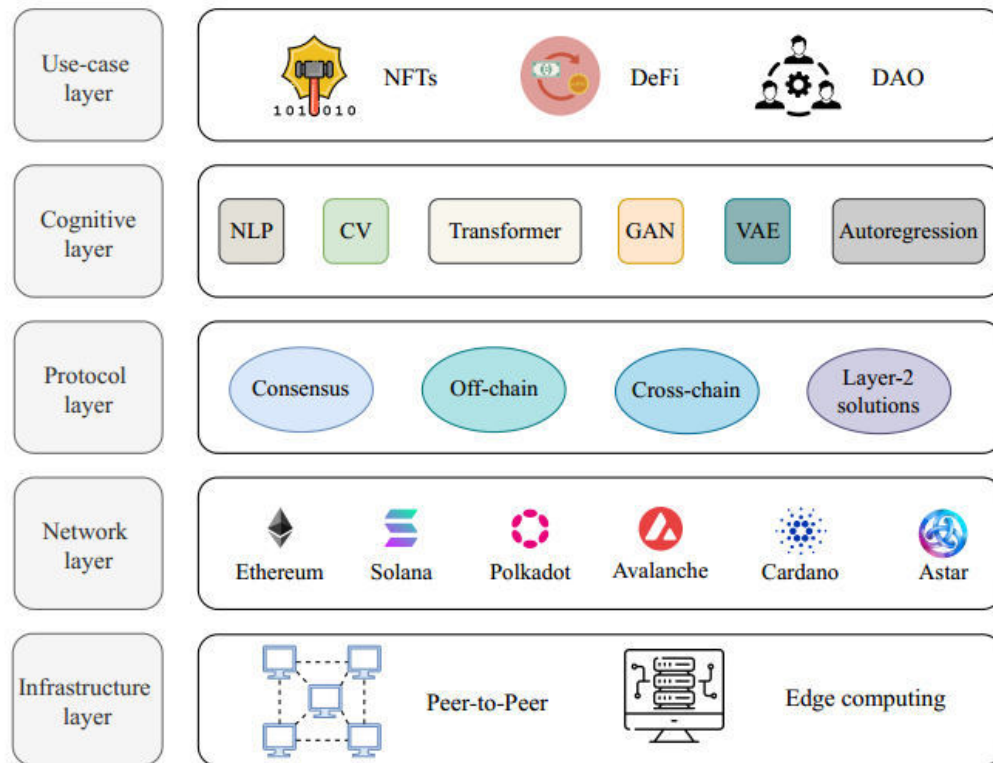 Use-case
layer
NFTs
101 010
DeFi
DAO
Cognitive
layer
NLP
CV
Transformer
GAN
VAE
Autoregression
Protocol
layer
Consensus
Off-chain
Cross-chain
Layer-2
solutions
Network
layer
Ethereum
Solana
Polkadot
Avalanche
Cardano
Astar
Infrastructure
layer
Peer-to-Peer
Edge computing